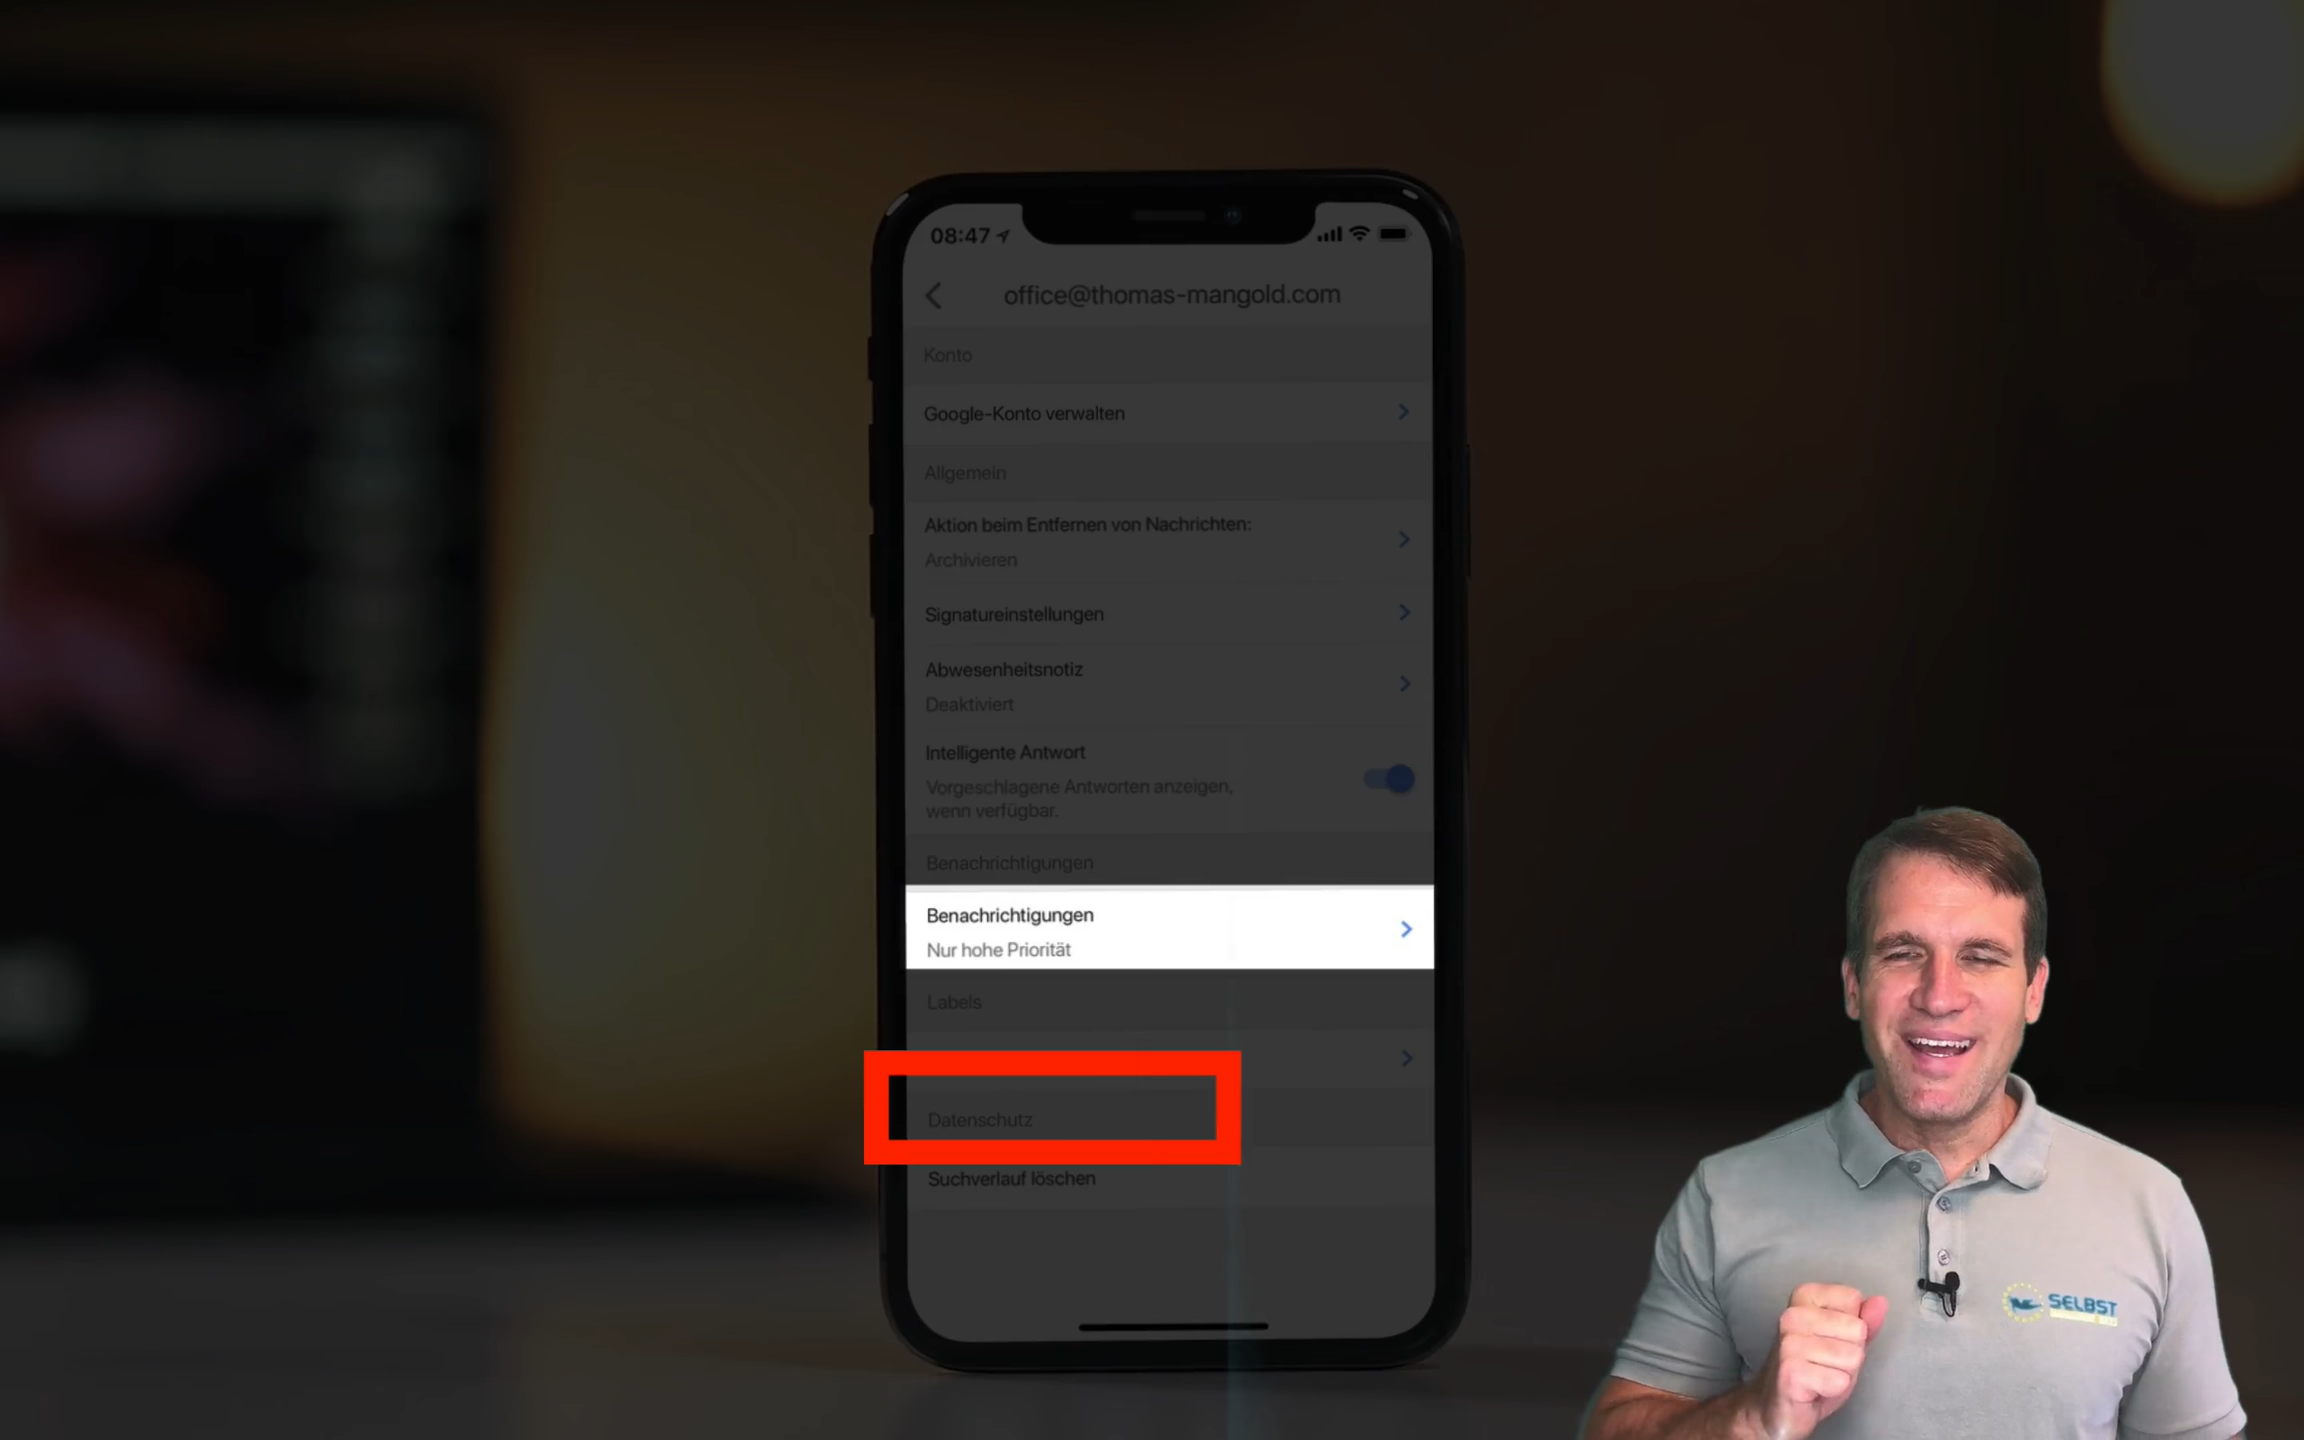 08:47
office@thomas-mangold.com
Konto
Google-Konto verwalten
Allgemein
Aktion beim Entfernen von Nachrichten:
Archivieren
Signatureinstellungen
Abwesenheitsnotiz
Deaktiviert
Intelligente Antwort
Vorgeschlagene Antworten anzeigen,
wenn verfügbar.
Benachrichtigungen
Benachrichtigungen
Nur hohe Priorität
Labels
Datenschutz
Suchverlauf löschen
SELBST